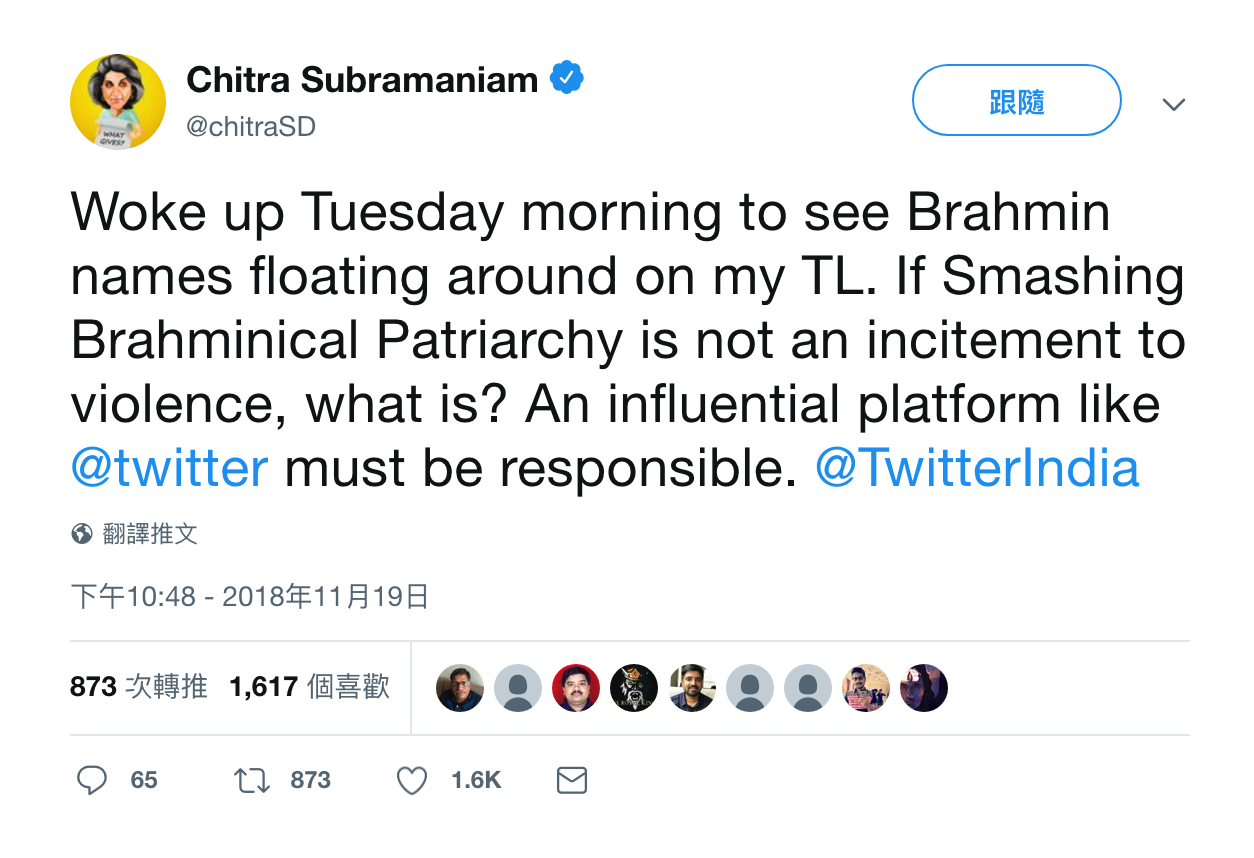 Chitra Subramaniam
@chitraSD
跟隨
WHAT
GIVES?
Woke up Tuesday morning to see Brahmin
names floating around on my TL. If Smashing
Brahminical Patriarchy is not an incitement to
violence, what is? An influential platform like
@twitter must be responsible. @TwitterIndia
翻譯推文
下午10:48 - 2018年11月19日
873 次轉推 1,617 個喜歡
65 873 1.6K